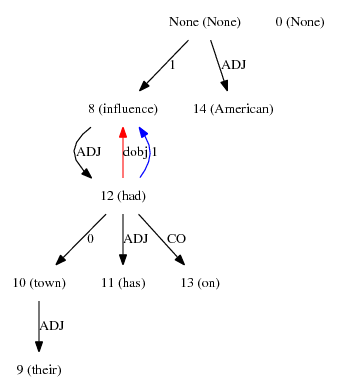 None (None) 0 (None)
1 ADJ
8 (influence) 14 (American)
ADJ dobj 1
12 (had)
0 ADJ CO
10 (town) 11 (has) 13 (on)
ADJ
9 (their)